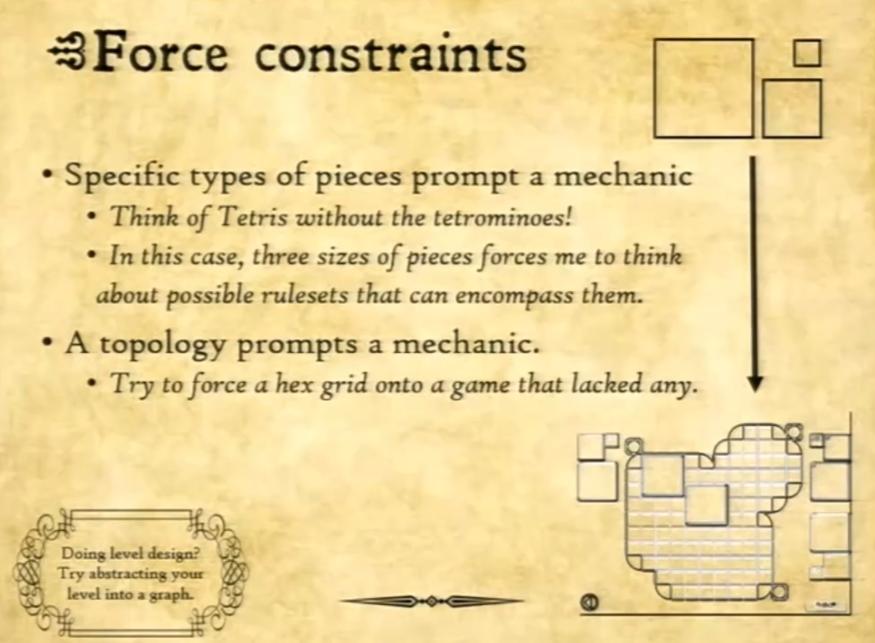 Force constraints
• Specific types of pieces prompt a mechanic
• Think of Tetris without the tetrominoes!
• In this case, three sizes of pieces forces me to think
about possible rulesets that can encompass them.
• A topology prompts a mechanic.
• Try to force a hex grid onto a game that lacked any.
Doing level design?
Try abstracting your
level into a graph.